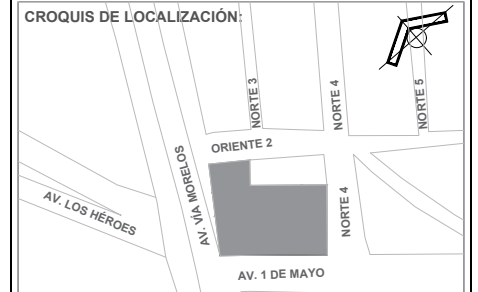 CROQUIS DE LOCALIZACIÓN:
NORTE 3
NORTE 4
NORTE 5
ORIENTE 2
AV. VÍA MORELOS
AV. LOS HÉROES
NORTE 4
AV. 1 DE MAYO